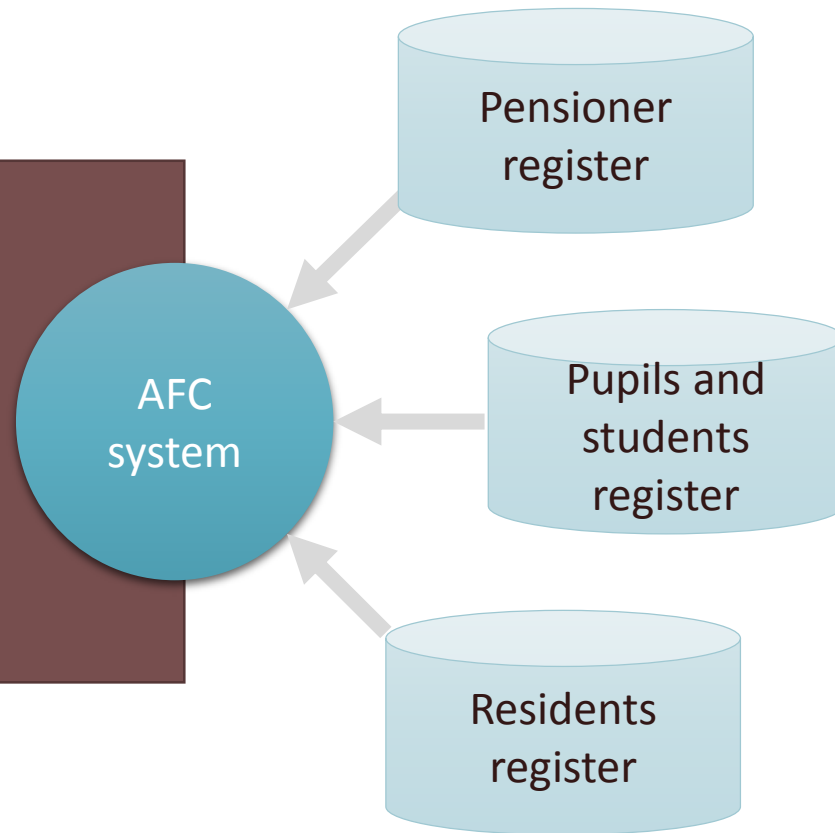 Pensioner
register
AFC
system
Pupils and
students
register
Residents
register